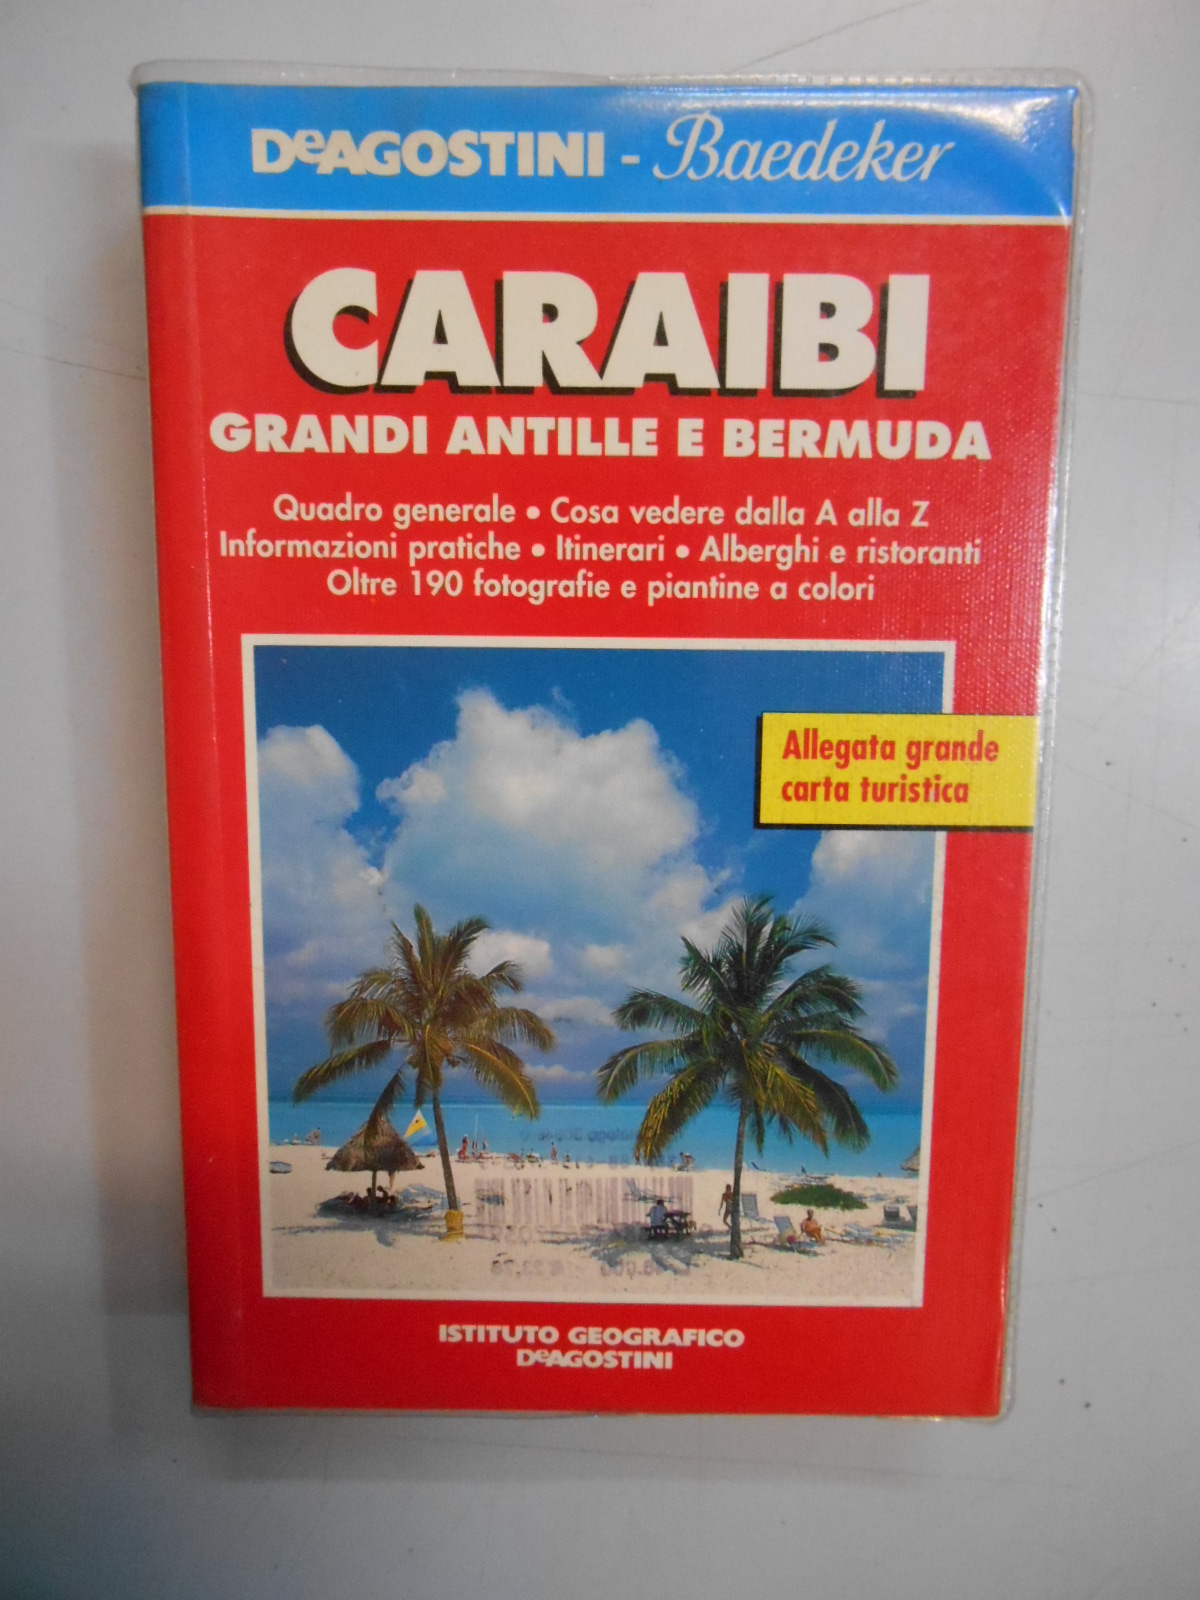 DeAGOSTINI - Baedeker
CARAIBI
GRANDI ANTILLE E BERMUDA
Quadro generale • Cosa vedere dalla A alla Z
Informazioni pratiche • Itinerari • Alberghi e ristoranti
Oltre 190 fotografie e piantine a colori
Allegata grande
carta turistica
ISTITUTO GEOGRAFICO
DeAGOSTINI